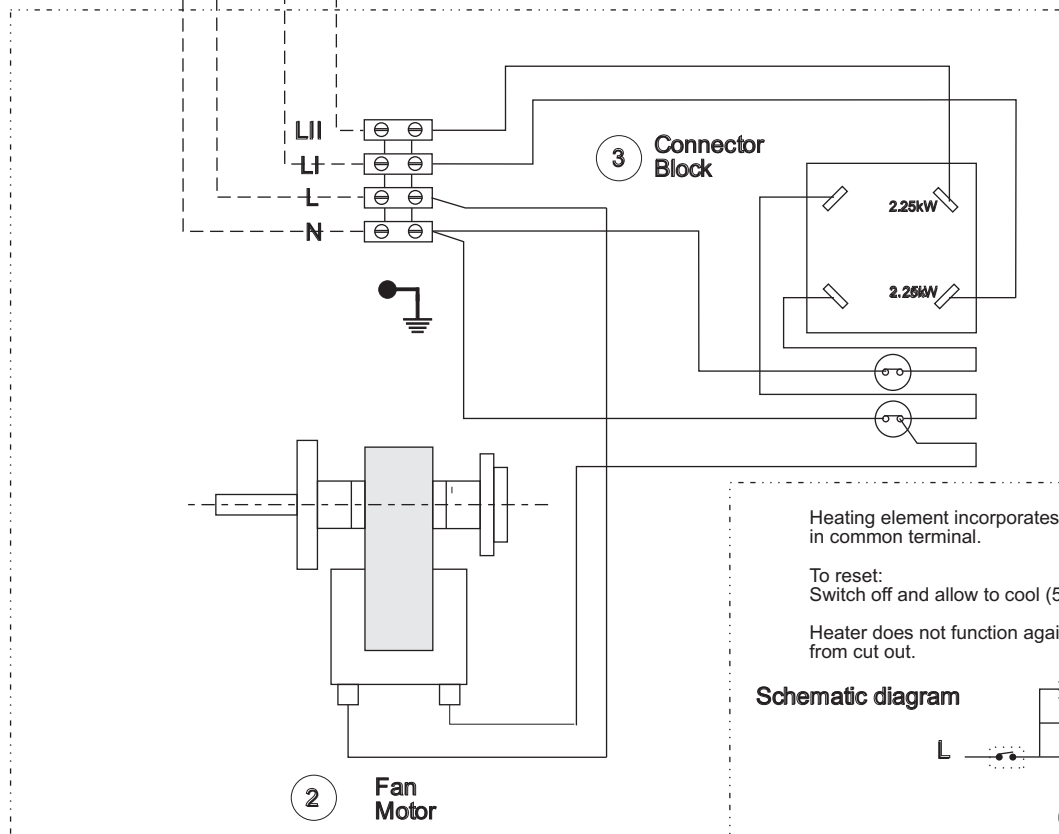 LII
LI
L
N
3
Connector
Block
2.25kW
2.25kW
Heating element incorporates
in common terminal.
To reset:
Switch off and allow to cool (5
Heater does not function agai
from cut out.
Schematic diagram
L
2
Fan
Motor